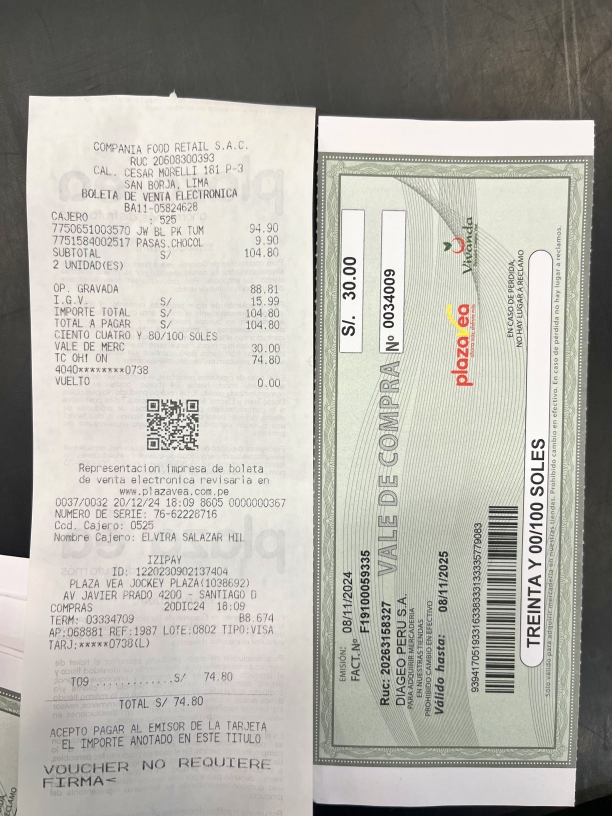 COMPANIA FOOD RETAIL S.A.C.
RUC 20608300393
CAL. CESAR MORELLI 181 P-3
SAN BORJA, LIMA
BOLETA DE VENTA ELECTRONICA
BA11-05824628
CAJERO : 525
7750651003570 JW BL PK TUM 94.90
7751584002517 PASAS.CHOCOL 9.90
SUBTOTAL S/ 104.80
2 UNIDAD(ES)
OP. GRAVADA 88.81
I.G.V. S/ 15.99
IMPORTE TOTAL S/ 104.80
TOTAL A PAGAR S/ 104.80
CIENTO CUATRO Y 80/100 SOLES
VALE DE MERC 30.00
TC OH! ON 74.80
4040********0738
VUELTO 0.00
Representacion impresa de boleta
de venta electronica revisarla en
www.plazavea.com.pe
0037/0032 20/12/24 18:09 8605 0000000367
NUMERO DE SERIE: 76-62228716
Cod. Cajero: 0525
Nombre Cajero: ELVIRA SALAZAR HIL
IZIPAY
ID: 1220230902137404
PLAZA VEA JOCKEY PLAZA(1038692)
AV JAVIER PRADO 4200 - SANTIAGO D
COMPRAS 20DIC24 18:09
TERM: 03334709 B8.674
AP:068881 REF:1987 LOTE:0802 TIPO:VISA
TARJ:*****0738(L)
T09 ............. S/ 74.80
TOTAL S/ 74.80
ACEPTO PAGAR AL EMISOR DE LA TARJETA
EL IMPORTE ANOTADO EN ESTE TITULO
VOUCHER NO REQUIERE
FIRMA<
EMISIÓN: 08/11/2024
FACT. N° F19100059335
S/. 30.00
Ruc: 20263158327
VALE DE COMPRA
N° 0034009
DIAGEO PERU S.A.
PARA ADQUIRIR MERCADERIA
EN NUESTRAS TIENDAS
PROHIBIDO CAMBIO EN EFECTIVO
Válido hasta: 08/11/2025
plazavea
Vivanda
9394170519331633833313335779083
EN CASO DE PERDIDA,
NO HAY LUGAR A RECLAMO
TREINTA Y 00/100 SOLES
Sólo válido para adquirir mercadería en nuestras tiendas. Prohibido cambio en efectivo. En caso de pérdida no hay lugar a reclamos.